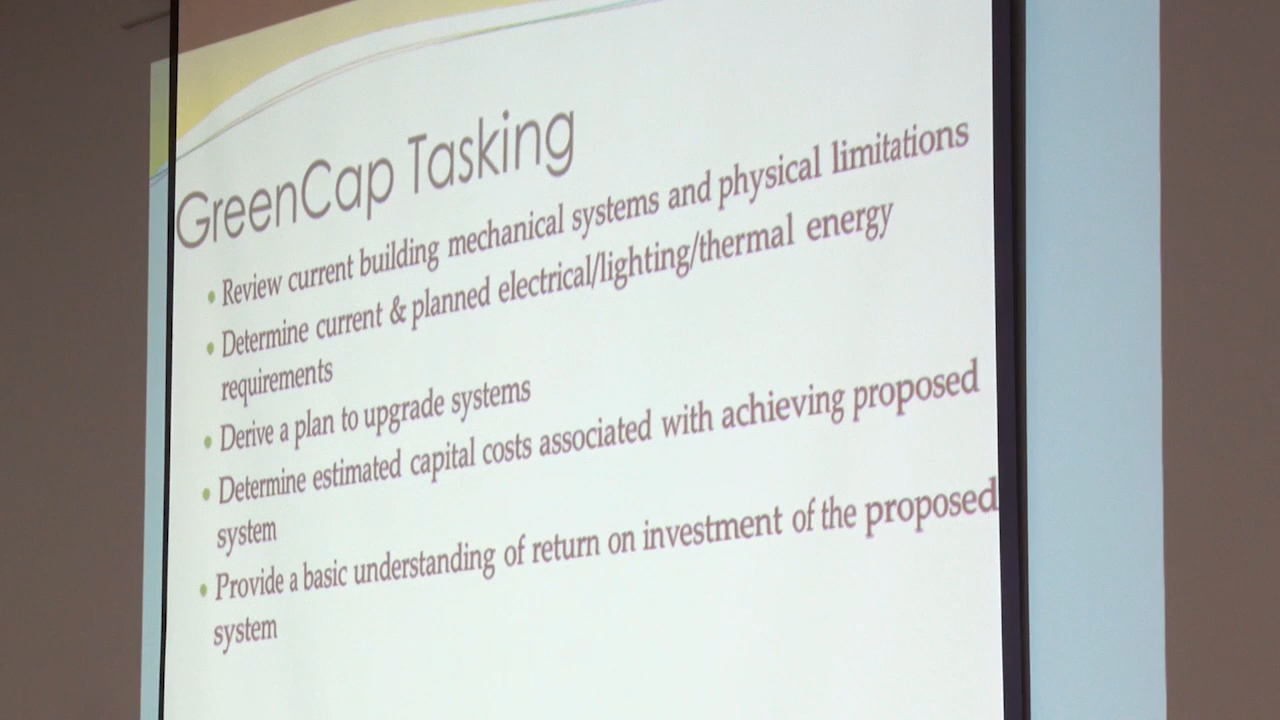 GreenCap Tasking
• Review current building mechanical systems and physical limitations
• Determine current & planned electrical/lighting/thermal energy
requirements
• Derive a plan to upgrade systems
• Determine estimated capital costs associated with achieving proposed
system
• Provide a basic understanding of return on investment of the proposed
system